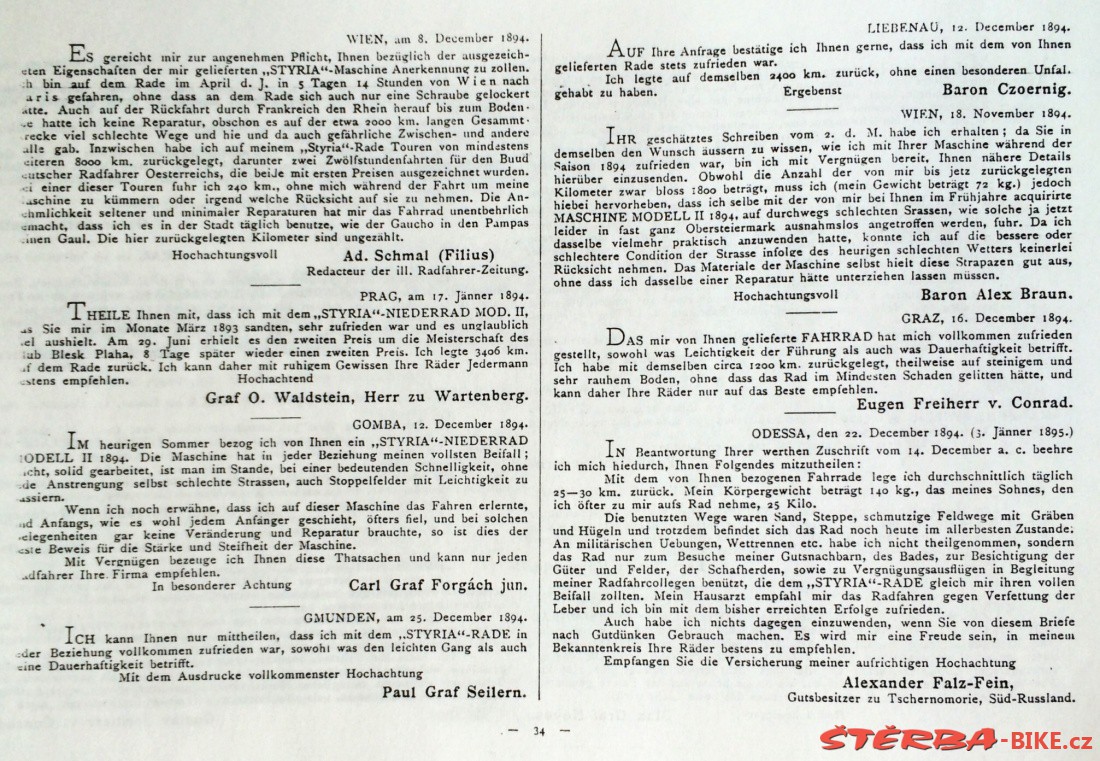 WIEN, am 8. December 1894.
ES gereicht mir zur angenehmen Pflicht, Ihnen bezüglich der ausgezeich-
eten Eigenschaften der mir gelieferten „STYRIA“-Maschine Anerkennung zu zollen.
ch bin auf dem Rade im April d. J. in 5 Tagen 14 Stunden von Wien nach
aris gefahren, ohne dass an dem Rade sich auch nur eine Schraube gelockert
atte. Auch auf der Rückfahrt durch Frankreich den Rhein herauf bis zum Boden-
e hatte ich keine Reparatur, obschon es auf der etwa 2000 km. langen Gesammt-
recke viel schlechte Wege und hie und da auch gefährliche Zwischen- und andere
älle gab. Inzwischen habe ich auf meinem „Styria“-Rade Touren von mindestens
eiteren 8000 km. zurückgelegt, darunter zwei Zwölfstundenfahrten für den Buud
eutscher Radfahrer Oesterreichs, die beide mit ersten Preisen ausgezeichnet wurden.
ei einer dieser Touren fuhr ich 240 km., ohne mich während der Fahrt um meine
aschine zu kümmern oder irgend welche Rücksicht auf sie zu nehmen. Die An-
ehmlichkeit seltener und minimaler Reparaturen hat mir das Fahrrad unentbehrlich
emacht, dass ich es in der Stadt täglich benutze, wie der Gaucho in den Pampas
einen Gaul. Die hier zurückgelegten Kilometer sind ungezählt.
Hochachtungsvoll Ad. Schmal (Filius)
Redacteur der ill. Radfahrer-Zeitung.
PRAG, am 17. Jänner 1894.
THEILE Ihnen mit, dass ich mit dem „STYRIA“-NIEDERRAD MOD. II,
as Sie mir im Monate März 1893 sandten, sehr zufrieden war und es unglaublich
el aushielt. Am 29. Juni erhielt es den zweiten Preis um die Meisterschaft des
ub Blesk Plaha, 8 Tage später wieder einen zweiten Preis. Ich legte 3406 km.
uf dem Rade zurück. Ich kann daher mit ruhigem Gewissen Ihre Räder Jedermann
estens empfehlen. Hochachtend
Graf O. Waldstein, Herr zu Wartenberg.
GOMBA, 12. December 1894.
IM heurigen Sommer bezog ich von Ihnen ein „STYRIA“-NIEDERRAD
ODELL II 1894. Die Maschine hat in jeder Beziehung meinen vollsten Beifall;
icht, solid gearbeitet, ist man im Stande, bei einer bedeutenden Schnelligkeit, ohne
de Anstrengung selbst schlechte Strassen, auch Stoppelfelder mit Leichtigkeit zu
assieren.
Wenn ich noch erwähne, dass ich auf dieser Maschine das Fahren erlernte,
nd Anfangs, wie es wohl jedem Anfänger geschieht, öfters fiel, und bei solchen
elegenheiten gar keine Veränderung und Reparatur brauchte, so ist dies der
este Beweis für die Stärke und Steifheit der Maschine.
Mit Vergnügen bezeuge ich Ihnen diese Thatsachen und kann nur jeden
adfahrer Ihre Firma empfehlen.
In besonderer Achtung Carl Graf Forgách jun.
GMUNDEN, am 25. December 1894.
ICH kann Ihnen nur mittheilen, dass ich mit dem „STYRIA“-RADE in
eder Beziehung vollkommen zufrieden war, sowohl was den leichten Gang als auch
eine Dauerhaftigkeit betrifft.
Mit dem Ausdrucke vollkommenster Hochachtung
Paul Graf Seilern.
LIEBENAU, 12. December 1894.
AUF Ihre Anfrage bestätige ich Ihnen gerne, dass ich mit dem von Ihnen
gelieferten Rade stets zufrieden war.
Ich legte auf demselben 2400 km. zurück, ohne einen besonderen Unfal.
gehabt zu haben. Ergebenst Baron Czoernig.
WIEN, 18. November 1894.
IHR geschätztes Schreiben vom 2. d. M. habe ich erhalten; da Sie in
demselben den Wunsch äussern zu wissen, wie ich mit Ihrer Maschine während der
Saison 1894 zufrieden war, bin ich mit Vergnügen bereit, Ihnen nähere Details
hierüber einzusenden. Obwohl die Anzahl der von mir bis jetz zurückgelegten
Kilometer zwar bloss 1800 beträgt, muss ich (mein Gewicht beträgt 72 kg.) jedoch
hiebei hervorheben, dass ich selbe mit der von mir bei Ihnen im Frühjahre acquirirte
MASCHINE MODELL II 1894, auf durchwegs schlechten Srassen, wie solche ja jetzt
leider in fast ganz Obersteiermark ausnahmslos angetroffen werden, fuhr. Da ich
dasselbe vielmehr praktisch anzuwenden hatte, konnte ich auf die bessere oder
schlechtere Condition der Strasse infolge des heurigen schlechten Wetters keinerlei
Rücksicht nehmen. Das Materiale der Maschine selbst hielt diese Strapazen gut aus,
ohne dass ich dasselbe einer Reparatur hätte unterziehen lassen müssen.
Hochachtungsvoll Baron Alex Braun.
GRAZ, 16. December 1894.
DAS mir von Ihnen gelieferte FAHRRAD hat mich vollkommen zufrieden
gestellt, sowohl was Leichtigkeit der Führung als auch was Dauerhaftigkeit betrifft.
Ich habe mit demselben circa 1200 km. zurückgelegt, theilweise auf steinigem und
sehr rauhem Boden, ohne dass das Rad im Mindesten Schaden gelitten hätte, und
kann daher Ihre Räder nur auf das Beste empfehlen.
Eugen Freiherr v. Conrad.
ODESSA, den 22. December 1894. (3. Jänner 1895.)
IN Beantwortung Ihrer werthen Zuschrift vom 14. December a. c. beehre
ich mich hiedurch, Ihnen Folgendes mitzutheilen:
Mit dem von Ihnen bezogenen Fahrrade lege ich durchschnittlich täglich
25—30 km. zurück. Mein Körpergewicht beträgt 140 kg., das meines Sohnes, den
ich öfter zu mir aufs Rad nehme, 25 Kilo.
Die benutzten Wege waren Sand, Steppe, schmutzige Feldwege mit Gräben
und Hügeln und trotzdem befindet sich das Rad noch heute im allerbesten Zustande.
An militärischen Uebungen, Wettrennen etc. habe ich nicht theilgenommen, sondern
das Rad nur zum Besuche meiner Gutsnachbarn, des Bades, zur Besichtigung der
Güter und Felder, der Schafherden, sowie zu Vergnügungsausflügen in Begleitung
meiner Radfahrcollegen benützt, die dem „STYRIA“-RADE gleich mir ihren vollen
Beifall zollten. Mein Hausarzt empfahl mir das Radfahren gegen Verfettung der
Leber und ich bin mit dem bisher erreichten Erfolge zufrieden.
Auch habe ich nichts dagegen einzuwenden, wenn Sie von diesem Briefe
nach Gutdünken Gebrauch machen. Es wird mir eine Freude sein, in meinem
Bekanntenkreis Ihre Räder bestens zu empfehlen.
Empfangen Sie die Versicherung meiner aufrichtigen Hochachtung
Alexander Falz-Fein,
Gutsbesitzer zu Tschernomorie, Süd-Russland.
— 34 —
ŠTĚRBA-BIKE.cz